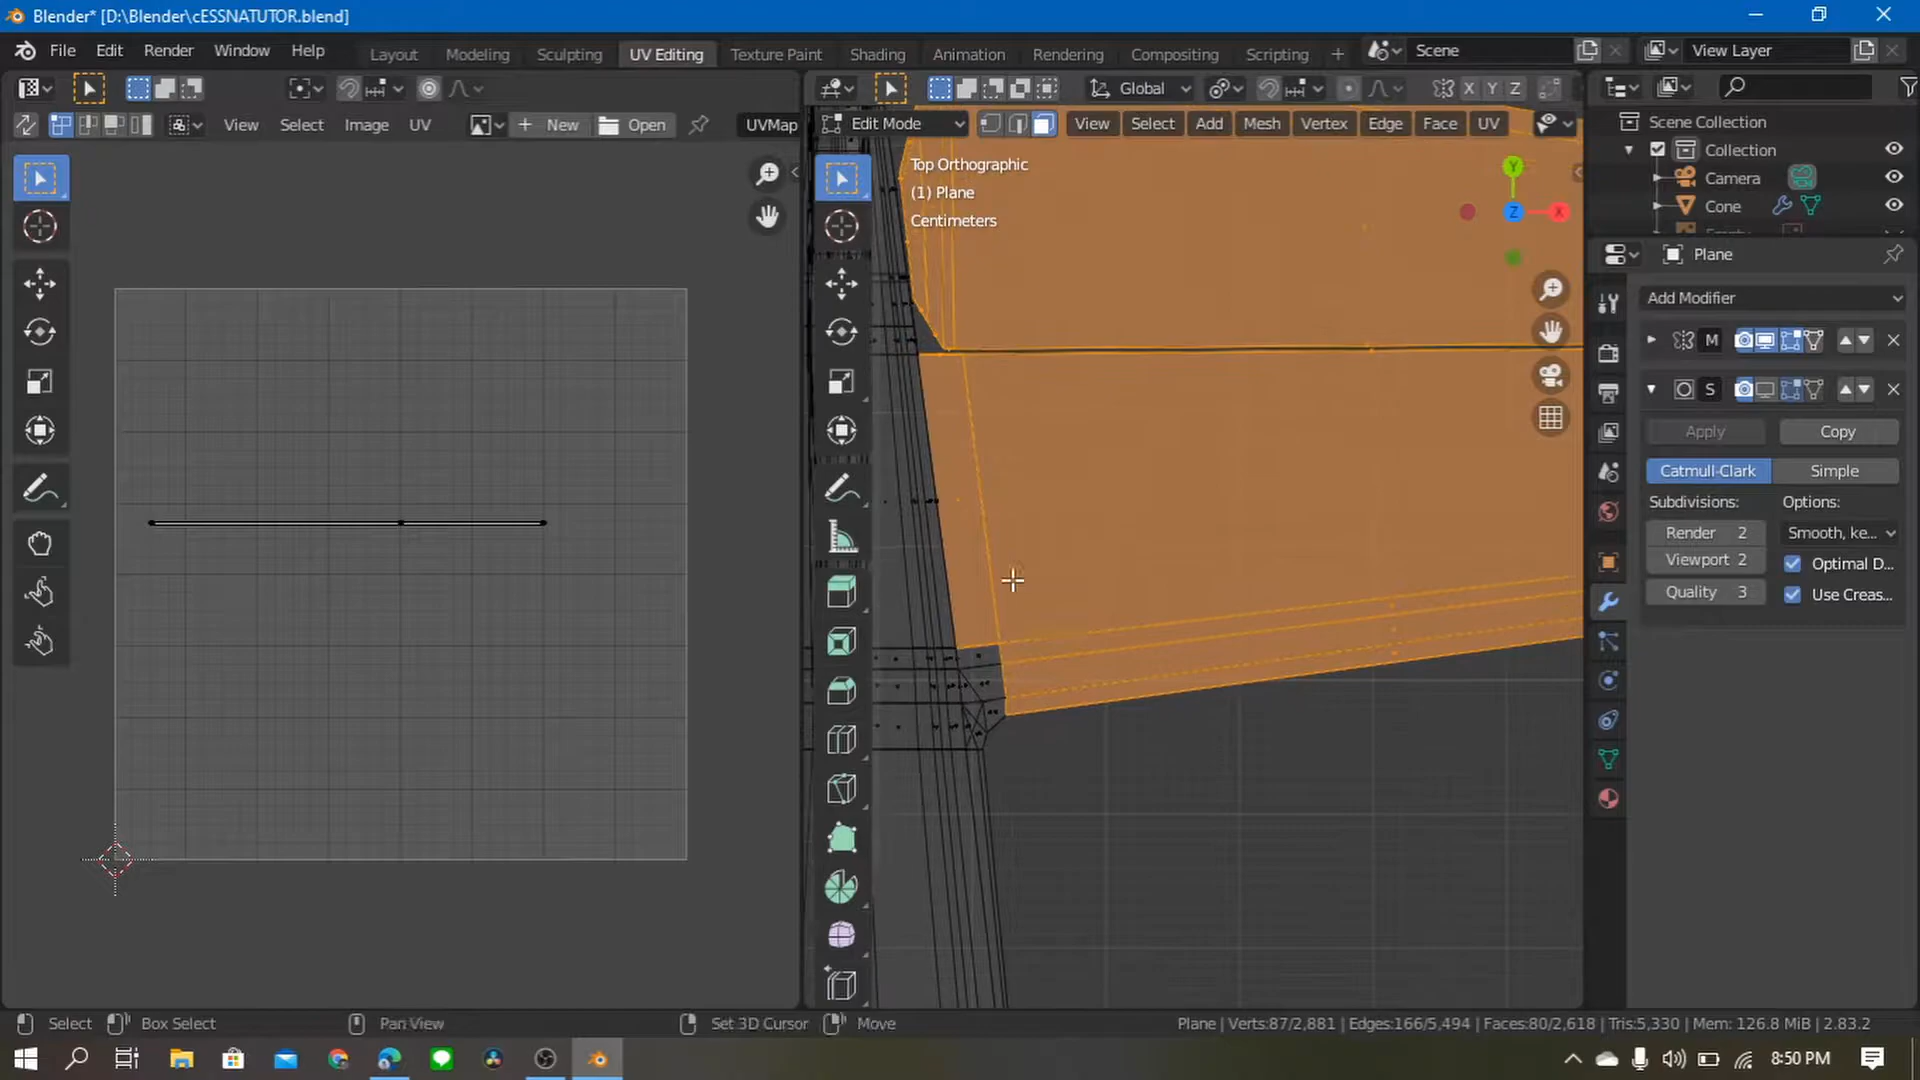 Blender* [D:\Blender\cESSNATUTOR.blend]
File Edit Render Window Help Layout Modeling Sculpting UV Editing Texture Paint Shading Animation Rendering Compositing Scripting + Scene View Layer
Global X Y Z
View Select Image UV New Open UVMap Edit Mode View Select Add Mesh Vertex Edge Face UV
Scene Collection
Collection
Camera
Cone
Top Orthographic
(1) Plane
Centimeters
Y
Z X
Plane
Add Modifier
M
S
Apply Copy
Catmull-Clark Simple
Subdivisions: Options:
Render 2 Smooth, ke...
Viewport 2 Optimal D...
Quality 3 Use Creas...
Select Box Select Pan View Set 3D Cursor Move Plane | Verts:87/2,881 | Edges:166/5,494 | Faces:80/2,618 | Tris:5,330 | Mem: 126.8 MiB | 2.83.2
8:50 PM